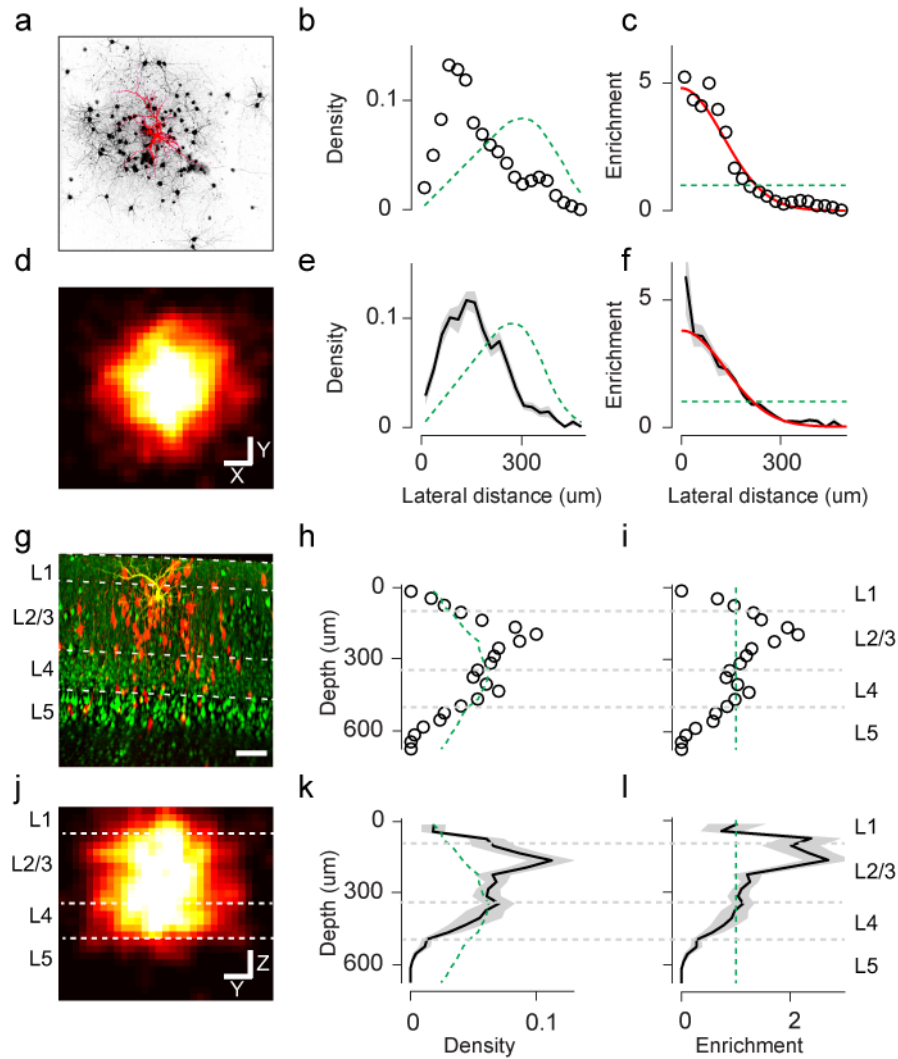 a
b
c
0.1
0
Density
5
0
Enrichment
d
e
f
Y
X
0.1
0
Density
0
300
Lateral distance (um)
5
0
Enrichment
0
300
Lateral distance (um)
g
h
i
L1
L2/3
L4
L5
0
300
600
Depth (um)
L1
L2/3
L4
L5
j
k
l
L1
L2/3
L4
L5
Z
Y
0
300
600
Depth (um)
0
0.1
Density
0
2
Enrichment
L1
L2/3
L4
L5